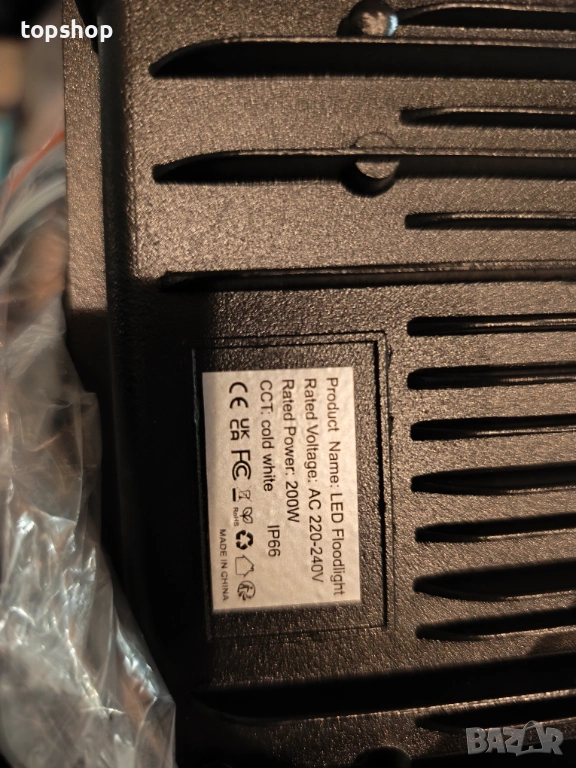 topshop
Product Name: LED Floodlight
Rated Voltage: AC 220-240V
Rated Power: 200W
CCT: cold white IP66
CE UK CA FC RoHS
MADE IN CHINA
BAZAR